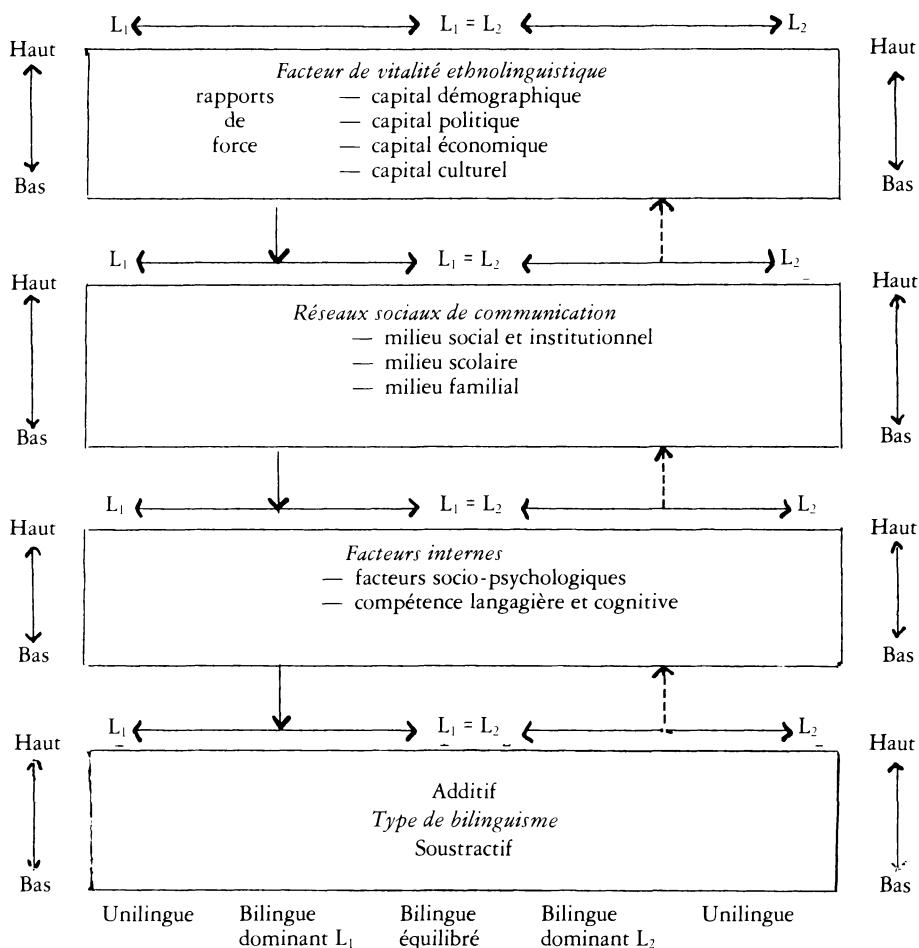 L₁ L₁ = L₂ L₂
Haut Haut
Facteur de vitalité ethnolinguistique
rapports — capital démographique
de — capital politique
force — capital économique
— capital culturel
Bas Bas
L₁ L₁ = L₂ L₂
Haut Haut
Réseaux sociaux de communication
— milieu social et institutionnel
— milieu scolaire
— milieu familial
Bas Bas
L₁ L₁ = L₂ L₂
Haut Haut
Facteurs internes
— facteurs socio-psychologiques
— compétence langagière et cognitive
Bas Bas
L₁ L₁ = L₂ L₂
Haut Haut
Additif
Type de bilinguisme
Soustractif
Bas Bas
Unilingue Bilingue Bilingue Bilingue Unilingue
dominant L₁ équilibré dominant L₂